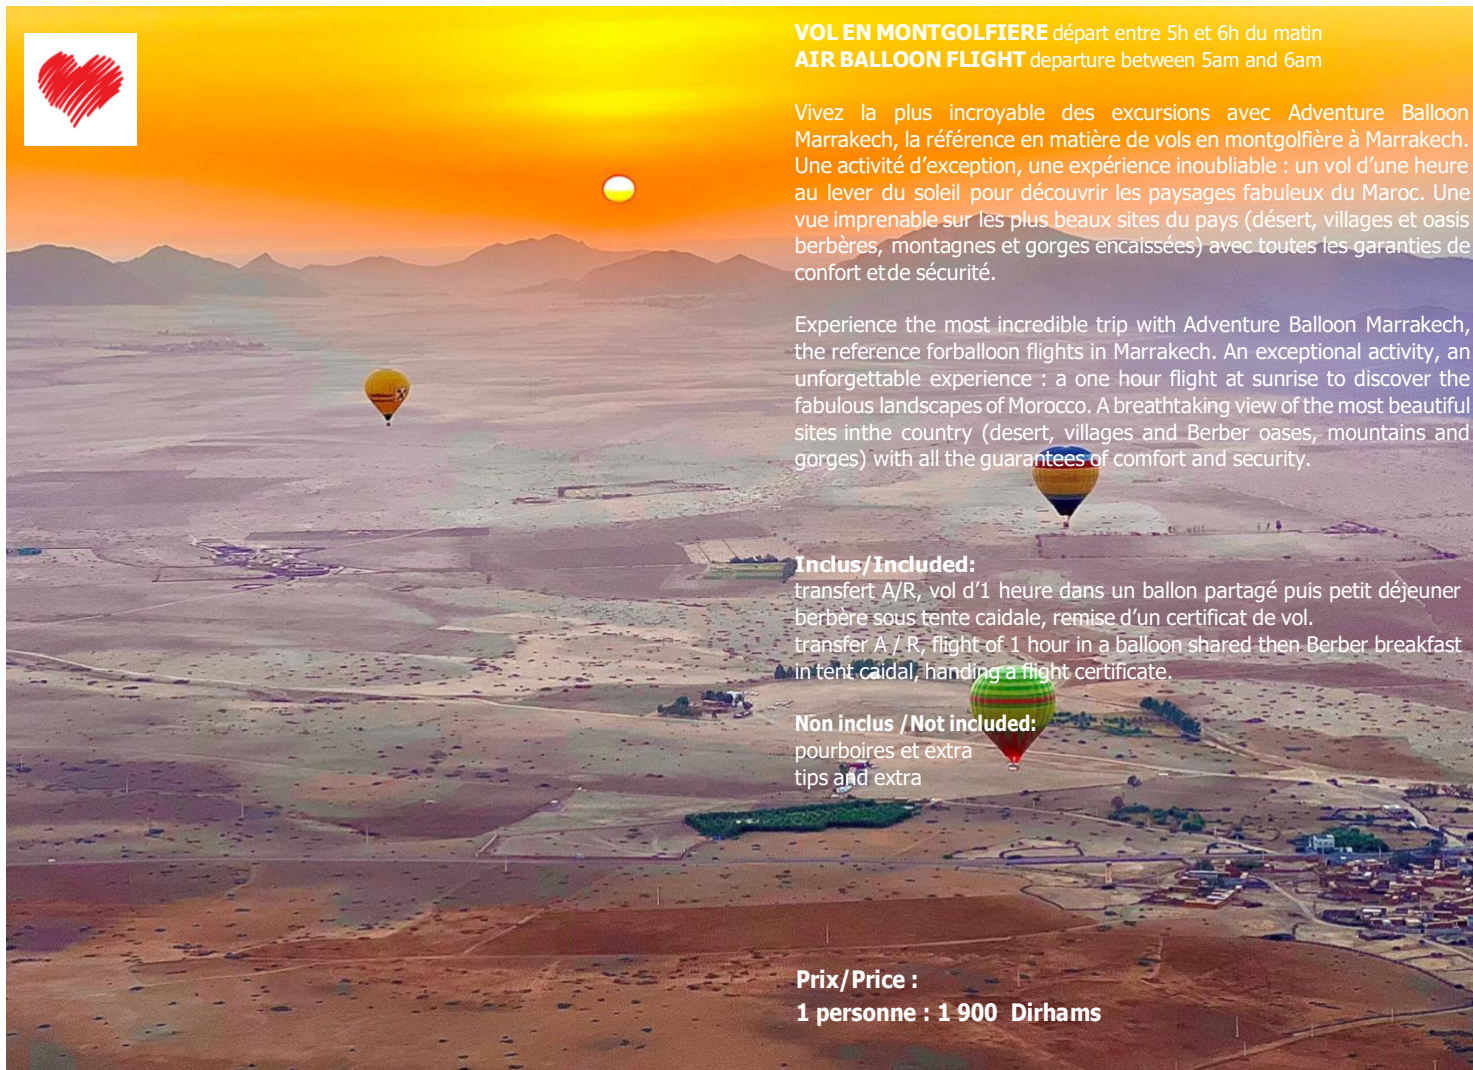 VOL EN MONTGOLFIERE départ entre 5h et 6h du matin
AIR BALLOON FLIGHT departure between 5am and 6am
Vivez la plus incroyable des excursions avec Adventure Balloon
Marrakech, la référence en matière de vols en montgolfière à Marrakech.
Une activité d’exception, une expérience inoubliable : un vol d’une heure
au lever du soleil pour découvrir les paysages fabuleux du Maroc. Une
vue imprenable sur les plus beaux sites du pays (désert, villages et oasis
berbères, montagnes et gorges encaissées) avec toutes les garanties de
confort et de sécurité.
Experience the most incredible trip with Adventure Balloon Marrakech,
the reference forballoon flights in Marrakech. An exceptional activity, an
unforgettable experience : a one hour flight at sunrise to discover the
fabulous landscapes of Morocco. A breathtaking view of the most beautiful
sites inthe country (desert, villages and Berber oases, mountains and
gorges) with all the guarantees of comfort and security.
Inclus/Included:
transfert A/R, vol d’1 heure dans un ballon partagé puis petit déjeuner
berbère sous tente caidale, remise d’un certificat de vol.
transfer A / R, flight of 1 hour in a balloon shared then Berber breakfast
in tent caidal, handing a flight certificate.
Non inclus /Not included:
pourboires et extra
tips and extra
Prix/Price :
1 personne : 1 900 Dirhams